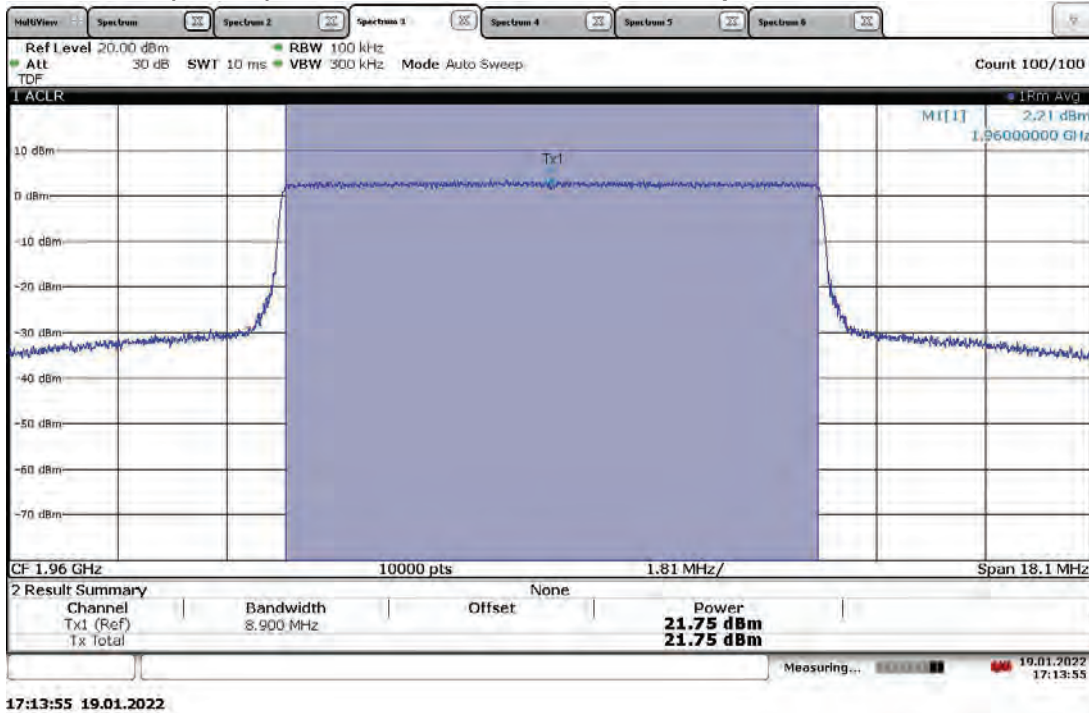 MultiView Spectrum Spectrum 2 Spectrum 3 Spectrum 4 Spectrum 5 Spectrum 6
Ref Level 20.00 dBm RBW 100 kHz
Att 30 dB SWT 10 ms VBW 300 kHz Mode Auto Sweep Count 100/100
TDF
1 ACLR 1Rm Avg
M1[1] 2.21 dBm
1.96000000 GHz
10 dBm
Tx1
0 dBm
-10 dBm
-20 dBm
-30 dBm
-40 dBm
-50 dBm
-60 dBm
-70 dBm
CF 1.96 GHz 10000 pts 1.81 MHz/ Span 18.1 MHz
2 Result Summary None
Channel Bandwidth Offset Power
Tx1 (Ref) 8.900 MHz 21.75 dBm
Tx Total 21.75 dBm
Measuring... 19.01.2022
17:13:55
17:13:55 19.01.2022